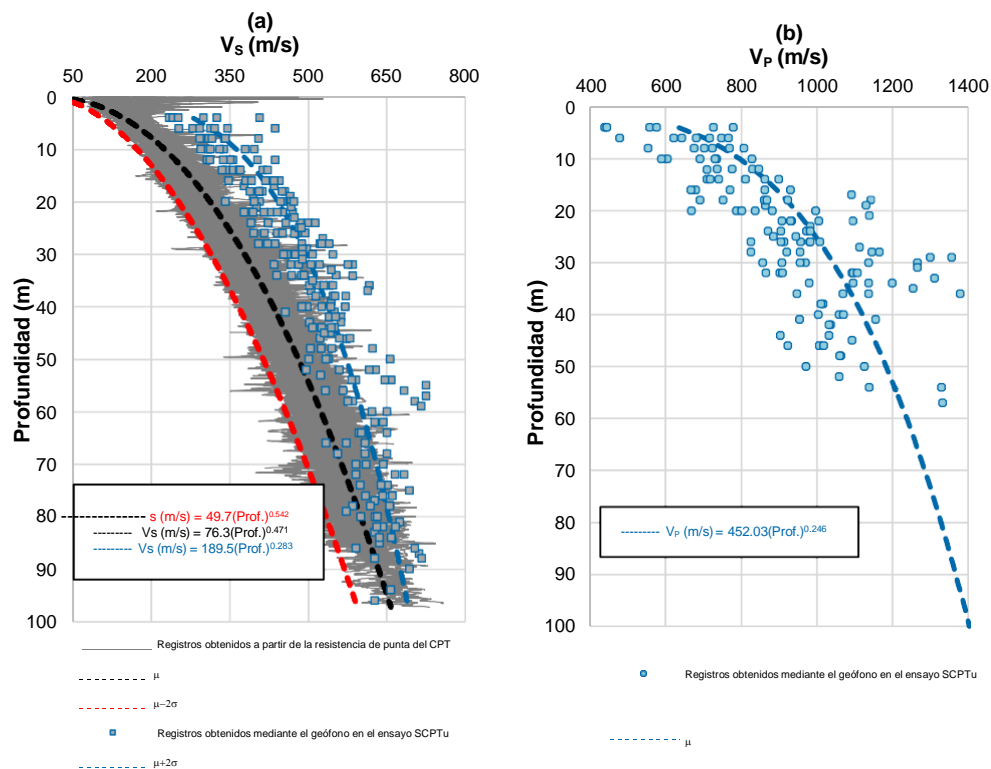 (a)
V_S (m/s)
50 200 350 500 650 800
0
10
20
30
40
50
60
70
80
90
100
Profundidad (m)
s (m/s) = 49.7(Prof.)^0.542
Vs (m/s) = 76.3(Prof.)^0.471
Vs (m/s) = 189.5(Prof.)^0.283
Registros obtenidos a partir de la resistencia de punta del CPT
μ
μ−2σ
Registros obtenidos mediante el geófono en el ensayo SCPTu
μ+2σ
(b)
V_P (m/s)
400 600 800 1000 1200 1400
0
10
20
30
40
50
60
70
80
90
100
Profundidad (m)
V_P (m/s) = 452.03(Prof.)^0.246
Registros obtenidos mediante el geófono en el ensayo SCPTu
μ